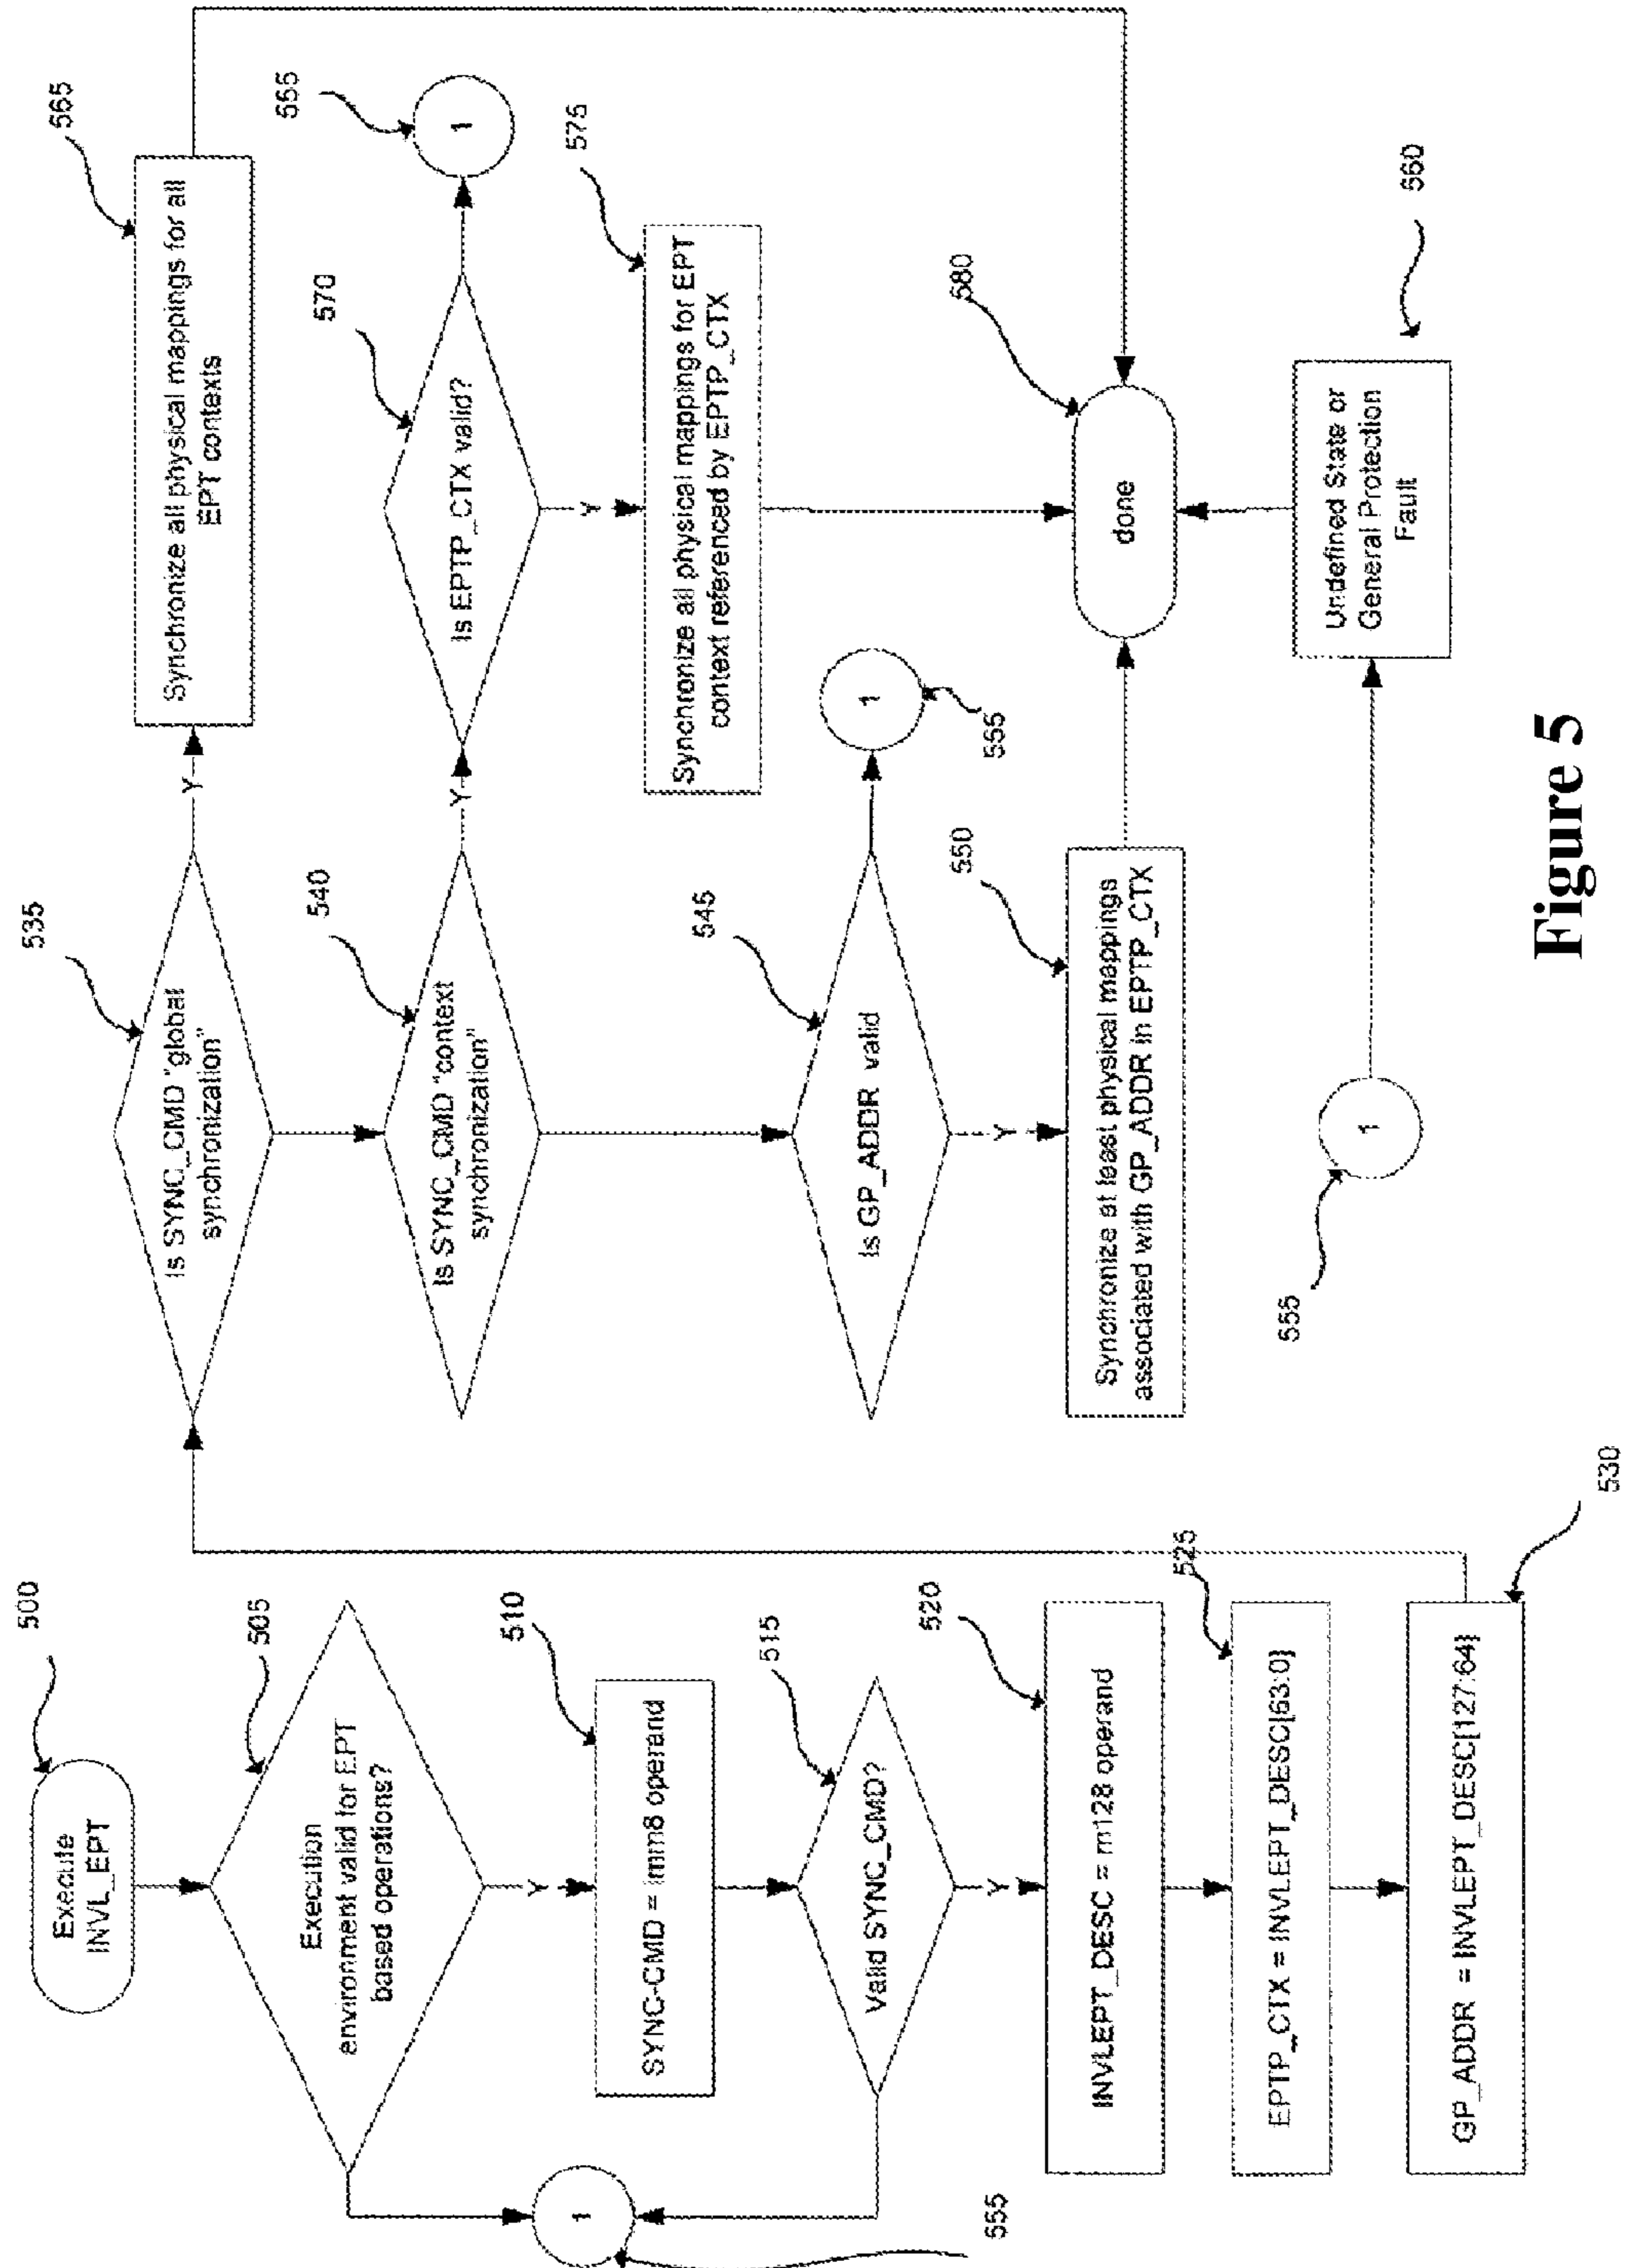 500
Execute
INVL_EPT
505
Execution
environment valid for EPT
based operations?
Y
510
SYNC-CMD = imm8 operand
515
Valid SYNC_CMD?
Y
1
555
520
INVLEPT_DESC = m128 operand
525
EPTP_CTX = INVLEPT_DESC[63:0]
530
GP_ADDR = INVLEPT_DESC[127:64]
535
Is SYNC_CMD "global
synchronization"
Y
565
Synchronize all physical mappings for all
EPT contexts
540
Is SYNC_CMD "context
synchronization"
Y
570
Is EPTP_CTX valid?
Y
1
555
575
Synchronize all physical mappings for EPT
context referenced by EPTP_CTX
545
Is GP_ADDR valid
Y
1
555
550
Synchronize at least physical mappings
associated with GP_ADDR in EPTP_CTX
580
done
555
1
560
Undefined State or
General Protection
Fault
Figure 5